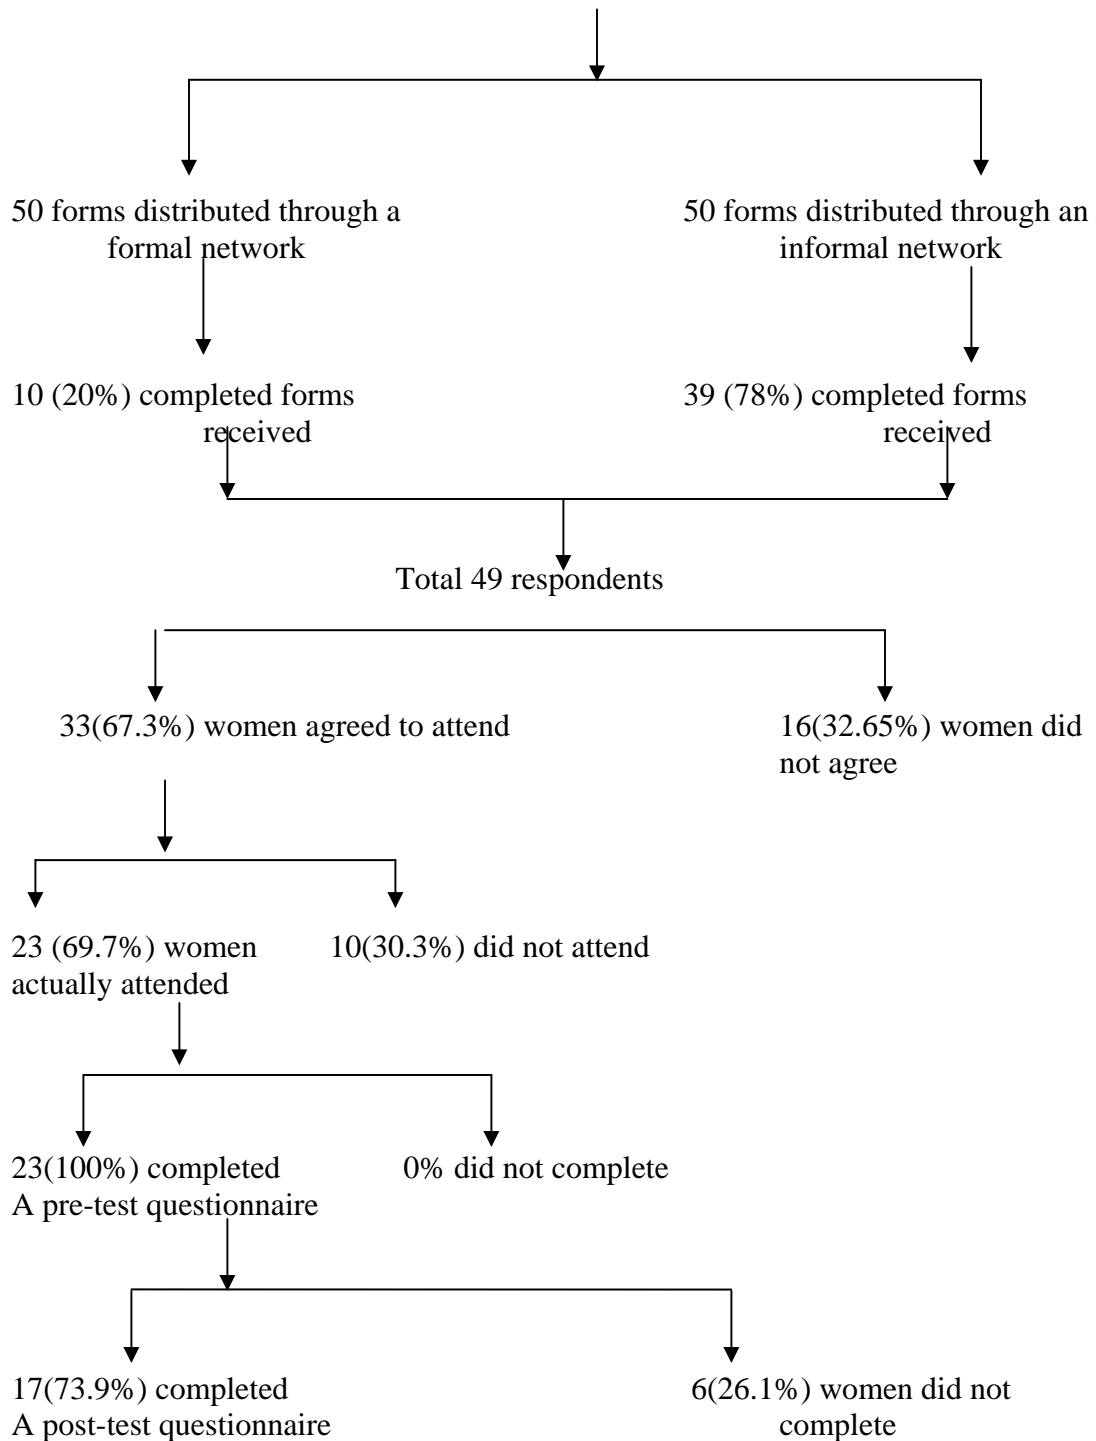 50 forms distributed through a
formal network
50 forms distributed through an
informal network
10 (20%) completed forms
received
39 (78%) completed forms
received
Total 49 respondents
33(67.3%) women agreed to attend
16(32.65%) women did
not agree
23 (69.7%) women
actually attended
10(30.3%) did not attend
23(100%) completed
A pre-test questionnaire
0% did not complete
17(73.9%) completed
A post-test questionnaire
6(26.1%) women did not
complete